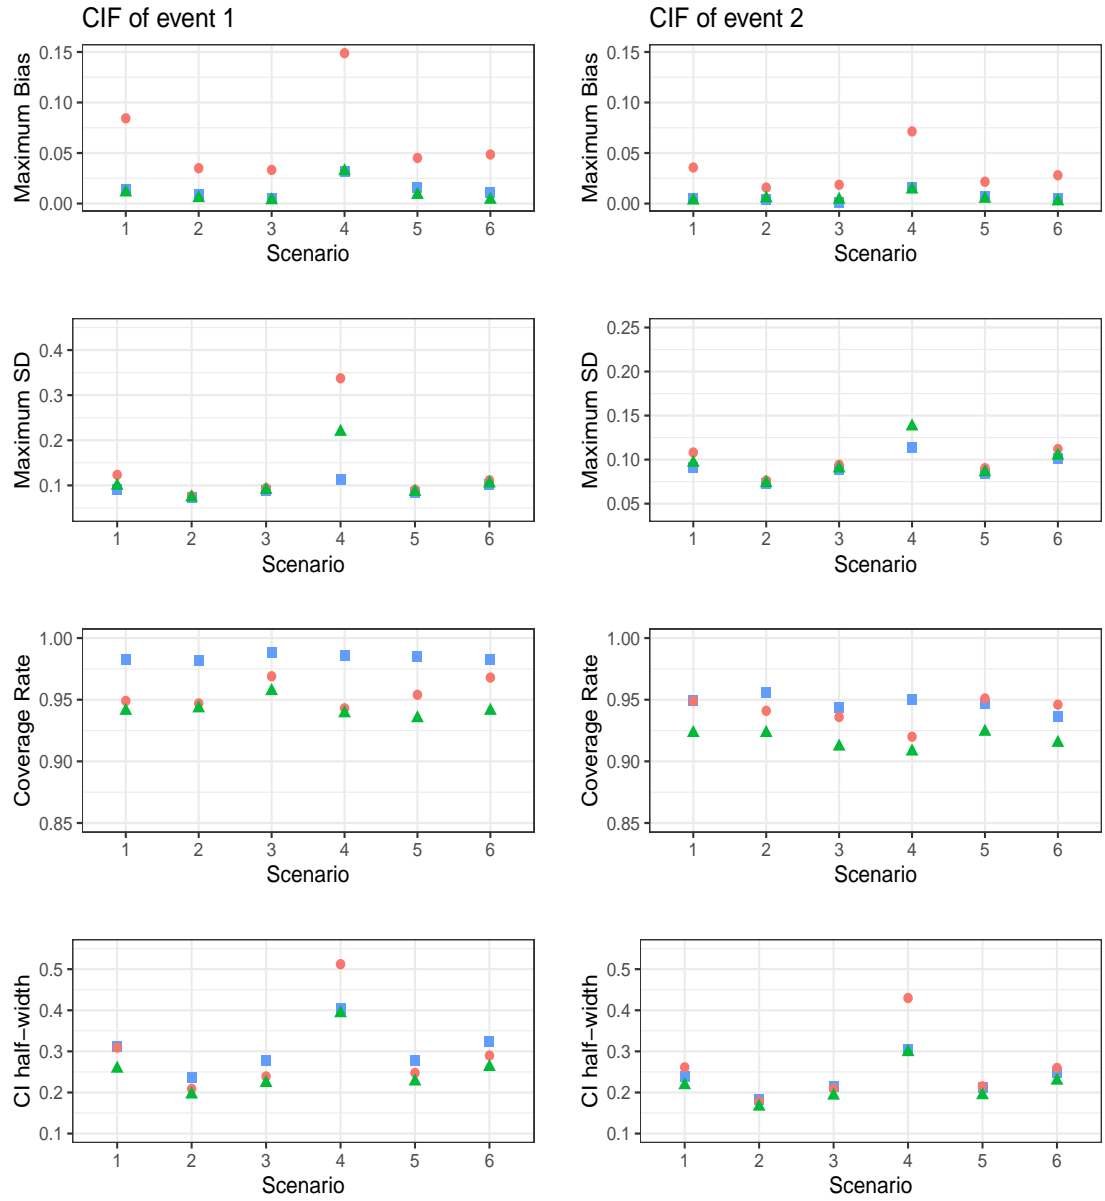 CIF of event 1
Maximum Bias
0.15
0.10
0.05
0.00
1 2 3 4 5 6
Scenario
CIF of event 2
Maximum Bias
0.15
0.10
0.05
0.00
1 2 3 4 5 6
Scenario
Maximum SD
0.4
0.3
0.2
0.1
1 2 3 4 5 6
Scenario
Maximum SD
0.25
0.20
0.15
0.10
0.05
1 2 3 4 5 6
Scenario
Coverage Rate
1.00
0.95
0.90
0.85
1 2 3 4 5 6
Scenario
Coverage Rate
1.00
0.95
0.90
0.85
1 2 3 4 5 6
Scenario
CI half−width
0.5
0.4
0.3
0.2
0.1
1 2 3 4 5 6
Scenario
CI half−width
0.5
0.4
0.3
0.2
0.1
1 2 3 4 5 6
Scenario